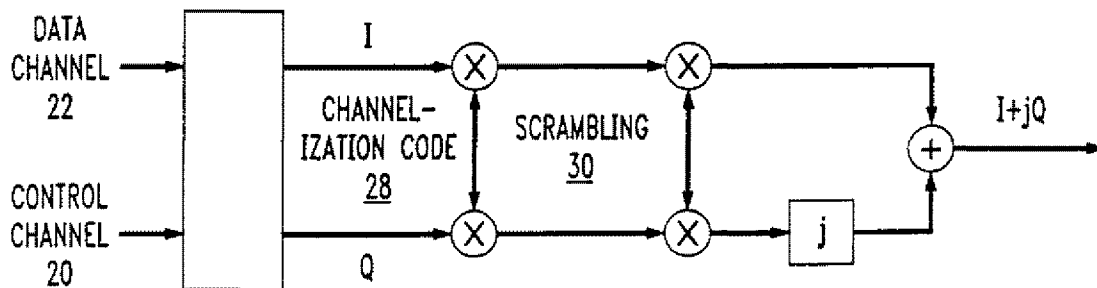 DATA
CHANNEL
22
CONTROL
CHANNEL
20
I
Q
CHANNEL-
IZATION CODE
28
SCRAMBLING
30
j
I+jQ